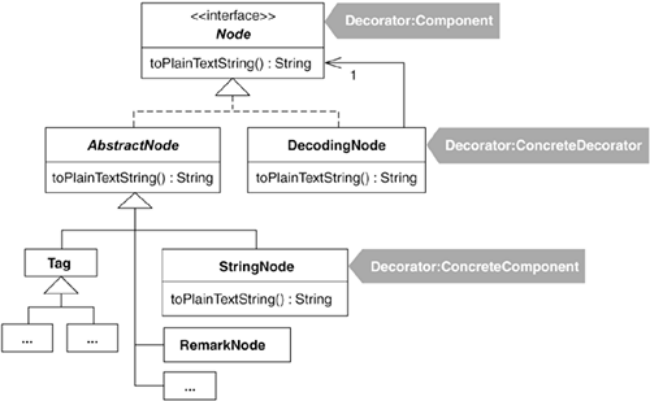 <<interface>>
Node
Decorator:Component
toPlainTextString() : String
1
AbstractNode
DecodingNode
Decorator:ConcreteDecorator
toPlainTextString() : String
toPlainTextString() : String
Tag
StringNode
Decorator:ConcreteComponent
toPlainTextString() : String
...
...
RemarkNode
...